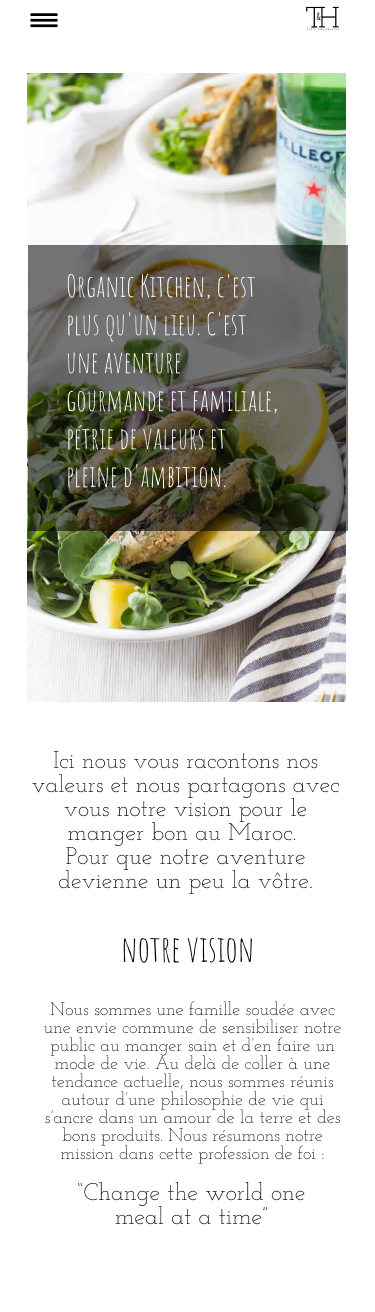 T&H
PELLEGR
Organic Kitchen, c'est
plus qu'un lieu. C'est
une aventure
gourmande et familiale,
pétrie de valeurs et
pleine d'ambition.
Ici nous vous racontons nos
valeurs et nous partagons avec
vous notre vision pour le
manger bon au Maroc.
Pour que notre aventure
devienne un peu la vôtre.
NOTRE VISION
Nous sommes une famille soudée avec
une envie commune de sensibiliser notre
public au manger sain et d'en faire un
mode de vie. Au delà de coller à une
tendance actuelle, nous sommes réunis
autour d'une philosophie de vie qui
s'ancre dans un amour de la terre et des
bons produits. Nous résumons notre
mission dans cette profession de foi :
"Change the world one
meal at a time"